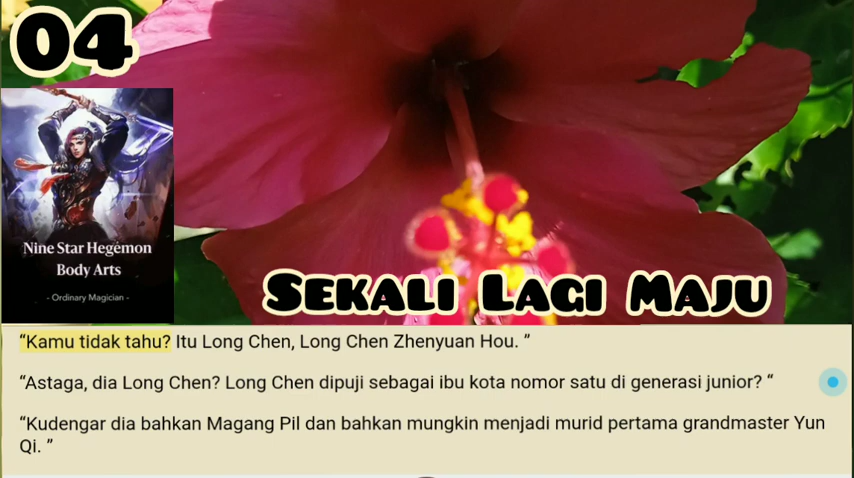 04
Nine Star Hegemon
Body Arts
- Ordinary Magician -
Sekali Lagi Maju
“Kamu tidak tahu? Itu Long Chen, Long Chen Zhenyuan Hou. ”
“Astaga, dia Long Chen? Long Chen dipuji sebagai ibu kota nomor satu di generasi junior? “
“Kudengar dia bahkan Magang Pil dan bahkan mungkin menjadi murid pertama grandmaster Yun
Qi. ”